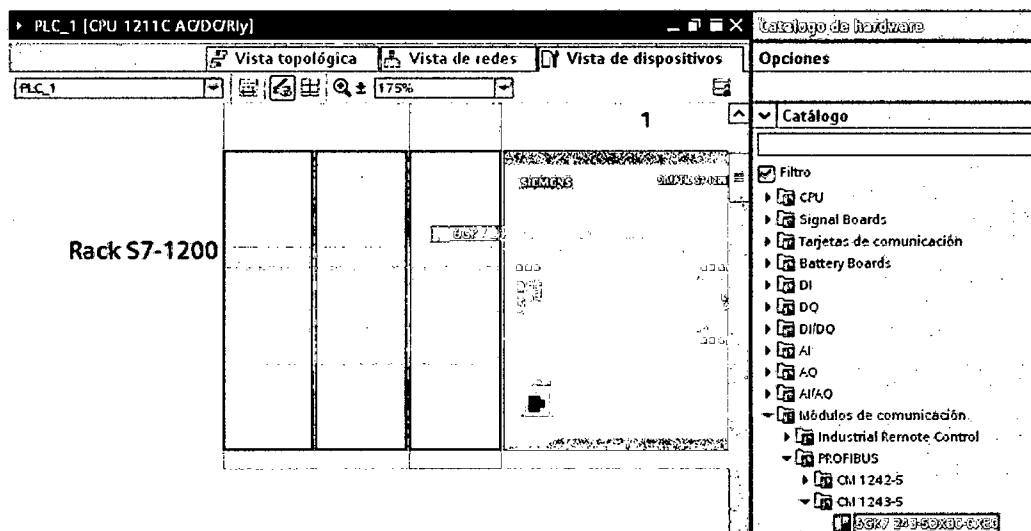 PLC_1 [CPU 1211C AC/DC/Rly]
Vista topológica
Vista de redes
Vista de dispositivos
PLC_1
175%
1
Rack S7-1200
SIEMENS
Catálogo de hardware
Opciones
Catálogo
Filtro
CPU
Signal Boards
Tarjetas de comunicación
Battery Boards
DI
DQ
DI/DQ
AI
AQ
AI/AQ
Módulos de comunicación
Industrial Remote Control
PROFIBUS
CM 1242-5
CM 1243-5